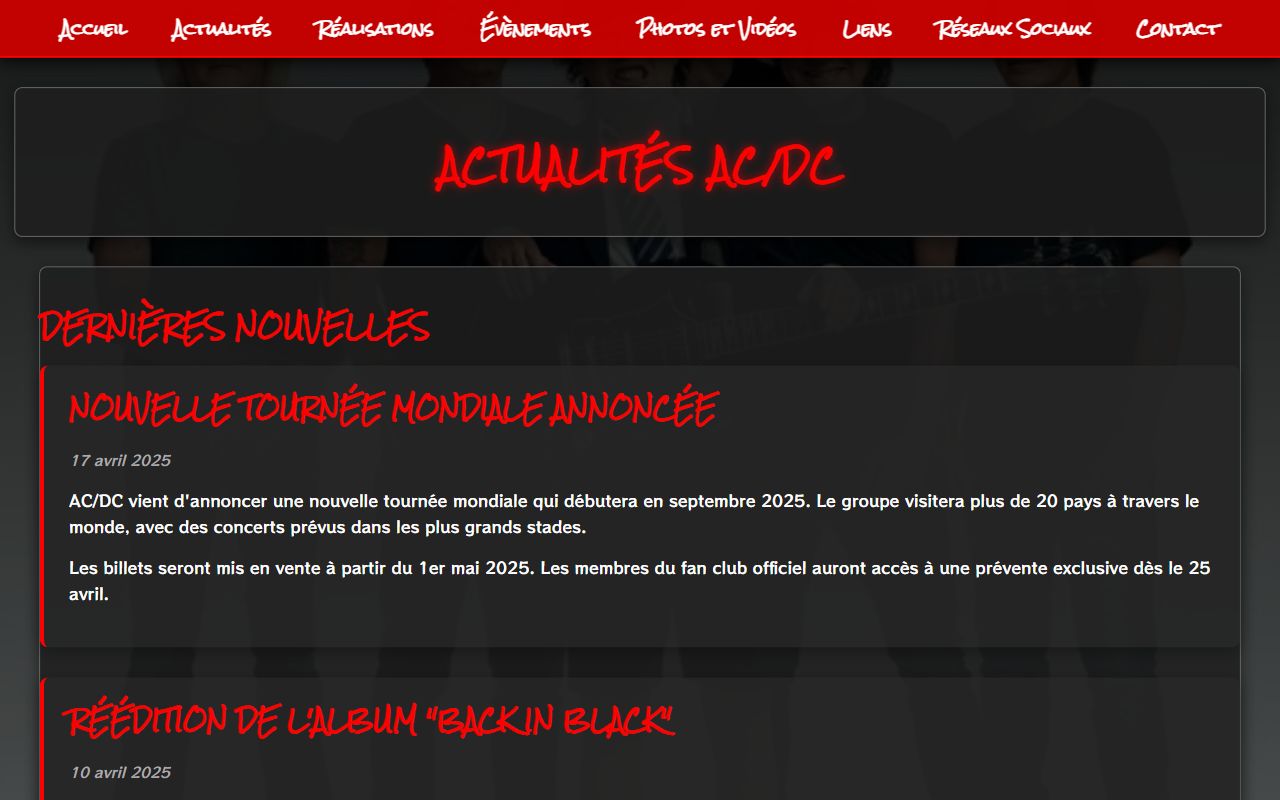 Accueil Actualités Réalisations Évènements Photos et Vidéos Liens Réseaux Sociaux Contact
ACTUALITÉS AC/DC
DERNIÈRES NOUVELLES
NOUVELLE TOURNÉE MONDIALE ANNONCÉE
17 avril 2025
AC/DC vient d'annoncer une nouvelle tournée mondiale qui débutera en septembre 2025. Le groupe visitera plus de 20 pays à travers le
monde, avec des concerts prévus dans les plus grands stades.
Les billets seront mis en vente à partir du 1er mai 2025. Les membres du fan club officiel auront accès à une prévente exclusive dès le 25
avril.
RÉÉDITION DE L'ALBUM "BACK IN BLACK"
10 avril 2025